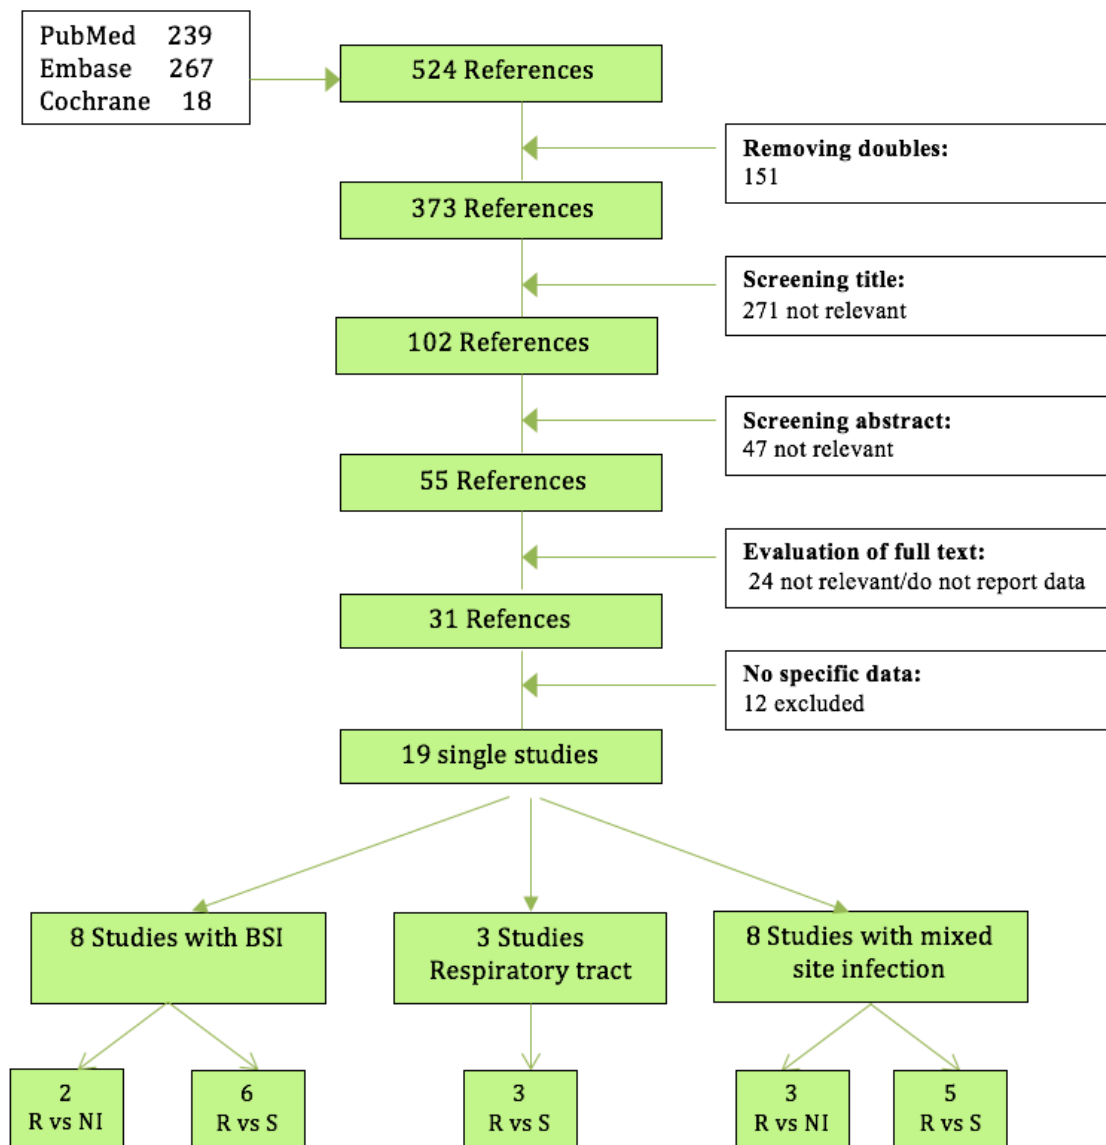 PubMed 239
Embase 267
Cochrane 18
524 References
Removing doubles:
151
373 References
Screening title:
271 not relevant
102 References
Screening abstract:
47 not relevant
55 References
Evaluation of full text:
24 not relevant/do not report data
31 Refences
No specific data:
12 excluded
19 single studies
8 Studies with BSI
3 Studies
Respiratory tract
8 Studies with mixed
site infection
2
R vs NI
6
R vs S
3
R vs S
3
R vs NI
5
R vs S